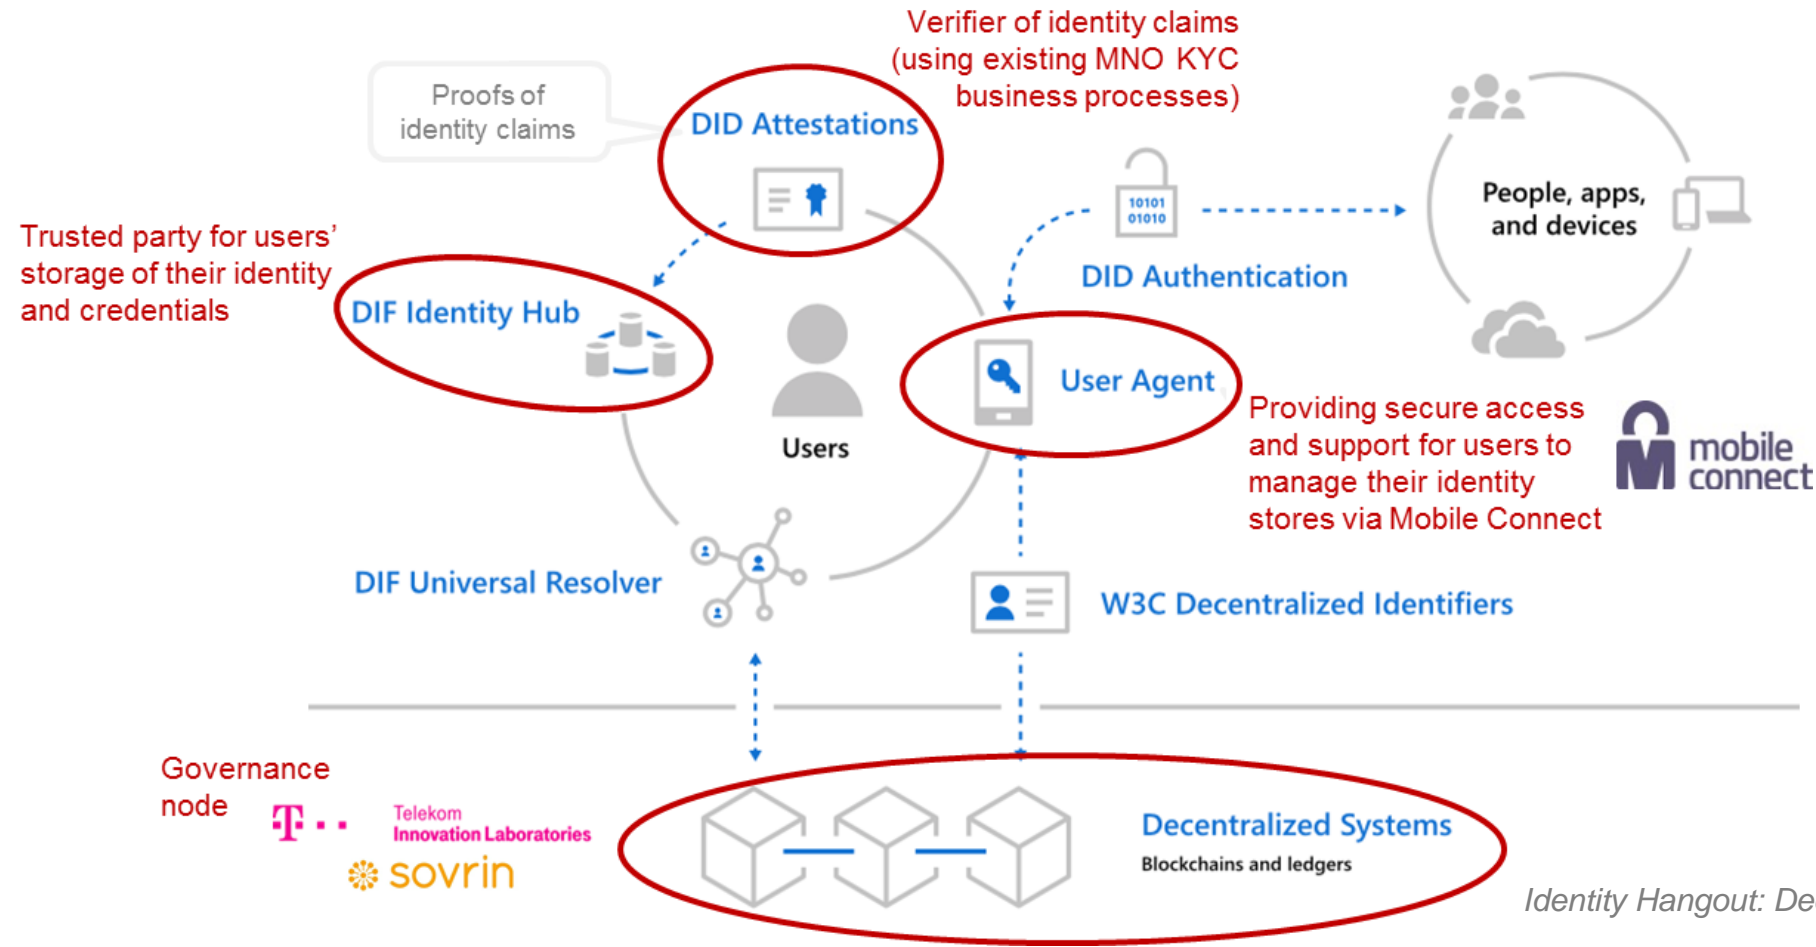 Verifier of identity claims
(using existing MNO KYC
business processes)
Proofs of
identity claims
DID Attestations
10101
01010
People, apps,
and devices
Trusted party for users’
storage of their identity
and credentials
DID Authentication
DIF Identity Hub
User Agent
Users
Providing secure access
and support for users to
manage their identity
stores via Mobile Connect
mobile
connect
DIF Universal Resolver
W3C Decentralized Identifiers
Governance
node
T
Telekom
Innovation Laboratories
sovrin
Decentralized Systems
Blockchains and ledgers
Identity Hangout: